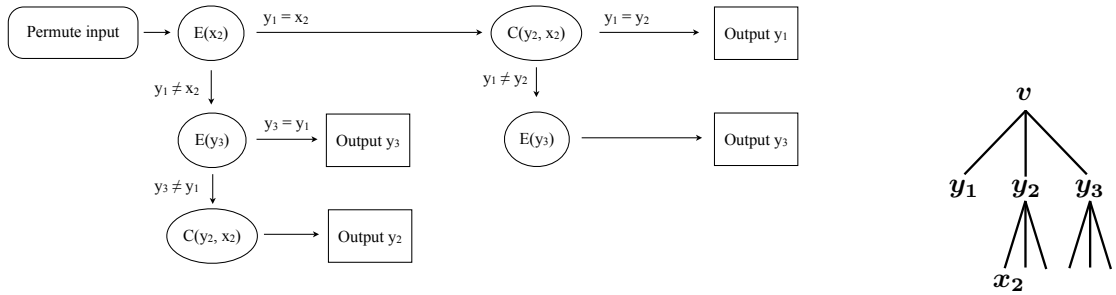 Permute input
E(x₂)
y₁ = x₂
C(y₂, x₂)
y₁ = y₂
Output y₁
y₁ ≠ x₂
y₁ ≠ y₂
E(y₃)
y₃ = y₁
Output y₃
E(y₃)
Output y₃
y₃ ≠ y₁
C(y₂, x₂)
Output y₂
v
y₁ y₂ y₃
x₂